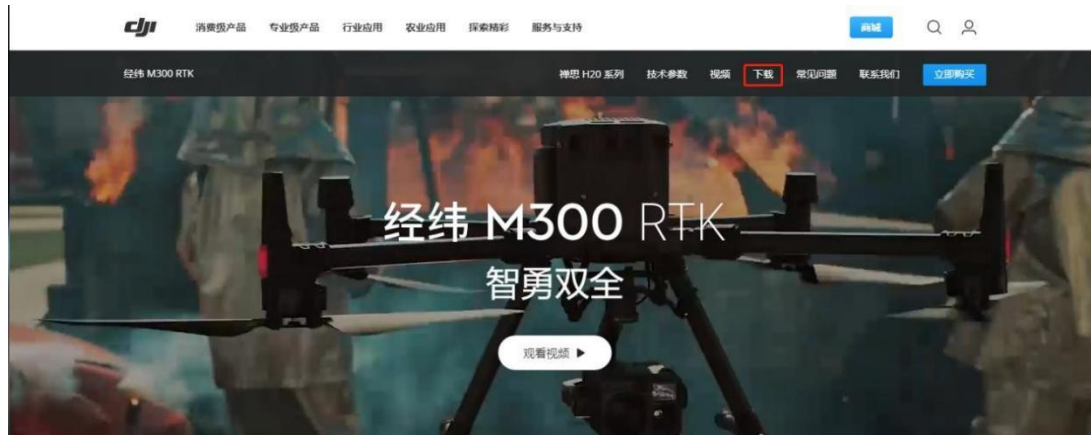 dji 消费级产品 专业级产品 行业应用 农业应用 探索精彩 服务与支持 商城
经纬 M300 RTK 禅思 H20 系列 技术参数 视频 下载 常见问题 联系我们 立即购买
经纬 M300 RTK
智勇双全
观看视频